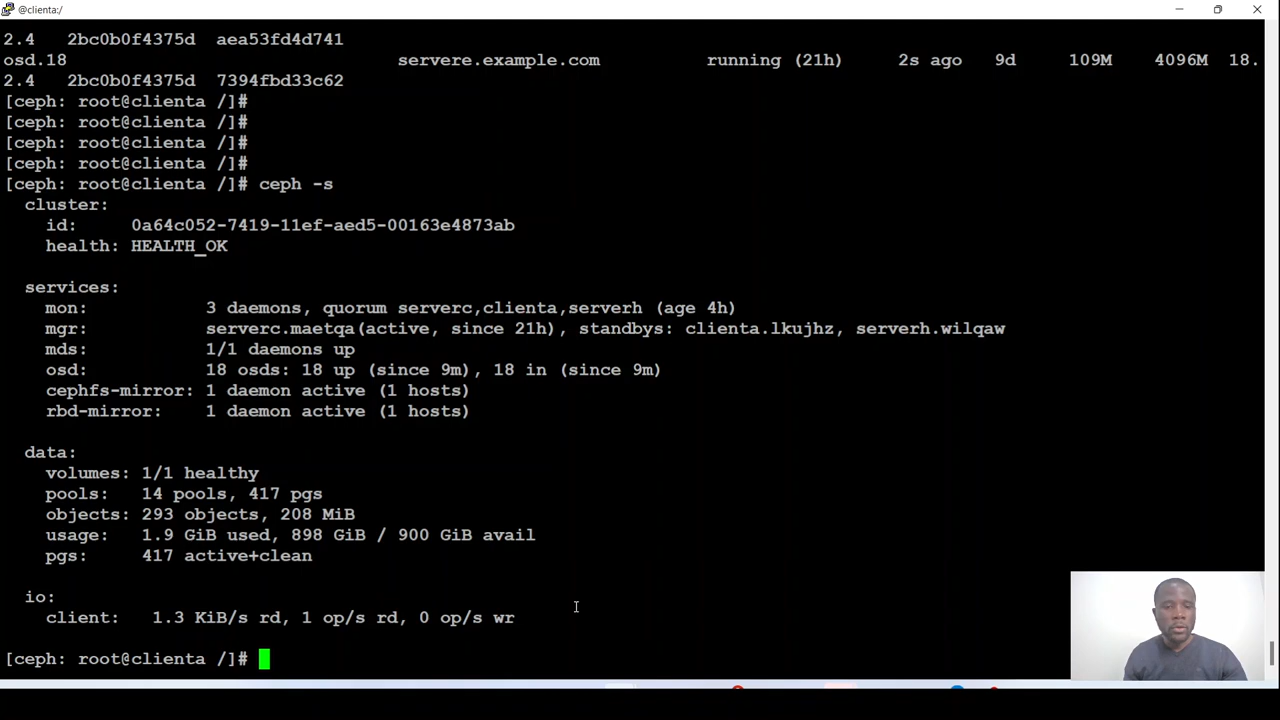 @clienta:/
2.4   2bc0b0f4375d  aea53fd4d741
osd.18                               servere.example.com          running (21h)     2s ago   9d     109M    4096M  18.
2.4   2bc0b0f4375d  7394fbd33c62
[ceph: root@clienta /]#
[ceph: root@clienta /]#
[ceph: root@clienta /]#
[ceph: root@clienta /]#
[ceph: root@clienta /]# ceph -s
  cluster:
    id:     0a64c052-7419-11ef-aed5-00163e4873ab
    health: HEALTH_OK

  services:
    mon:           3 daemons, quorum serverc,clienta,serverh (age 4h)
    mgr:           serverc.maetqa(active, since 21h), standbys: clienta.lkujhz, serverh.wilqaw
    mds:           1/1 daemons up
    osd:           18 osds: 18 up (since 9m), 18 in (since 9m)
    cephfs-mirror: 1 daemon active (1 hosts)
    rbd-mirror:    1 daemon active (1 hosts)

  data:
    volumes: 1/1 healthy
    pools:   14 pools, 417 pgs
    objects: 293 objects, 208 MiB
    usage:   1.9 GiB used, 898 GiB / 900 GiB avail
    pgs:     417 active+clean

  io:
    client:   1.3 KiB/s rd, 1 op/s rd, 0 op/s wr

[ceph: root@clienta /]#